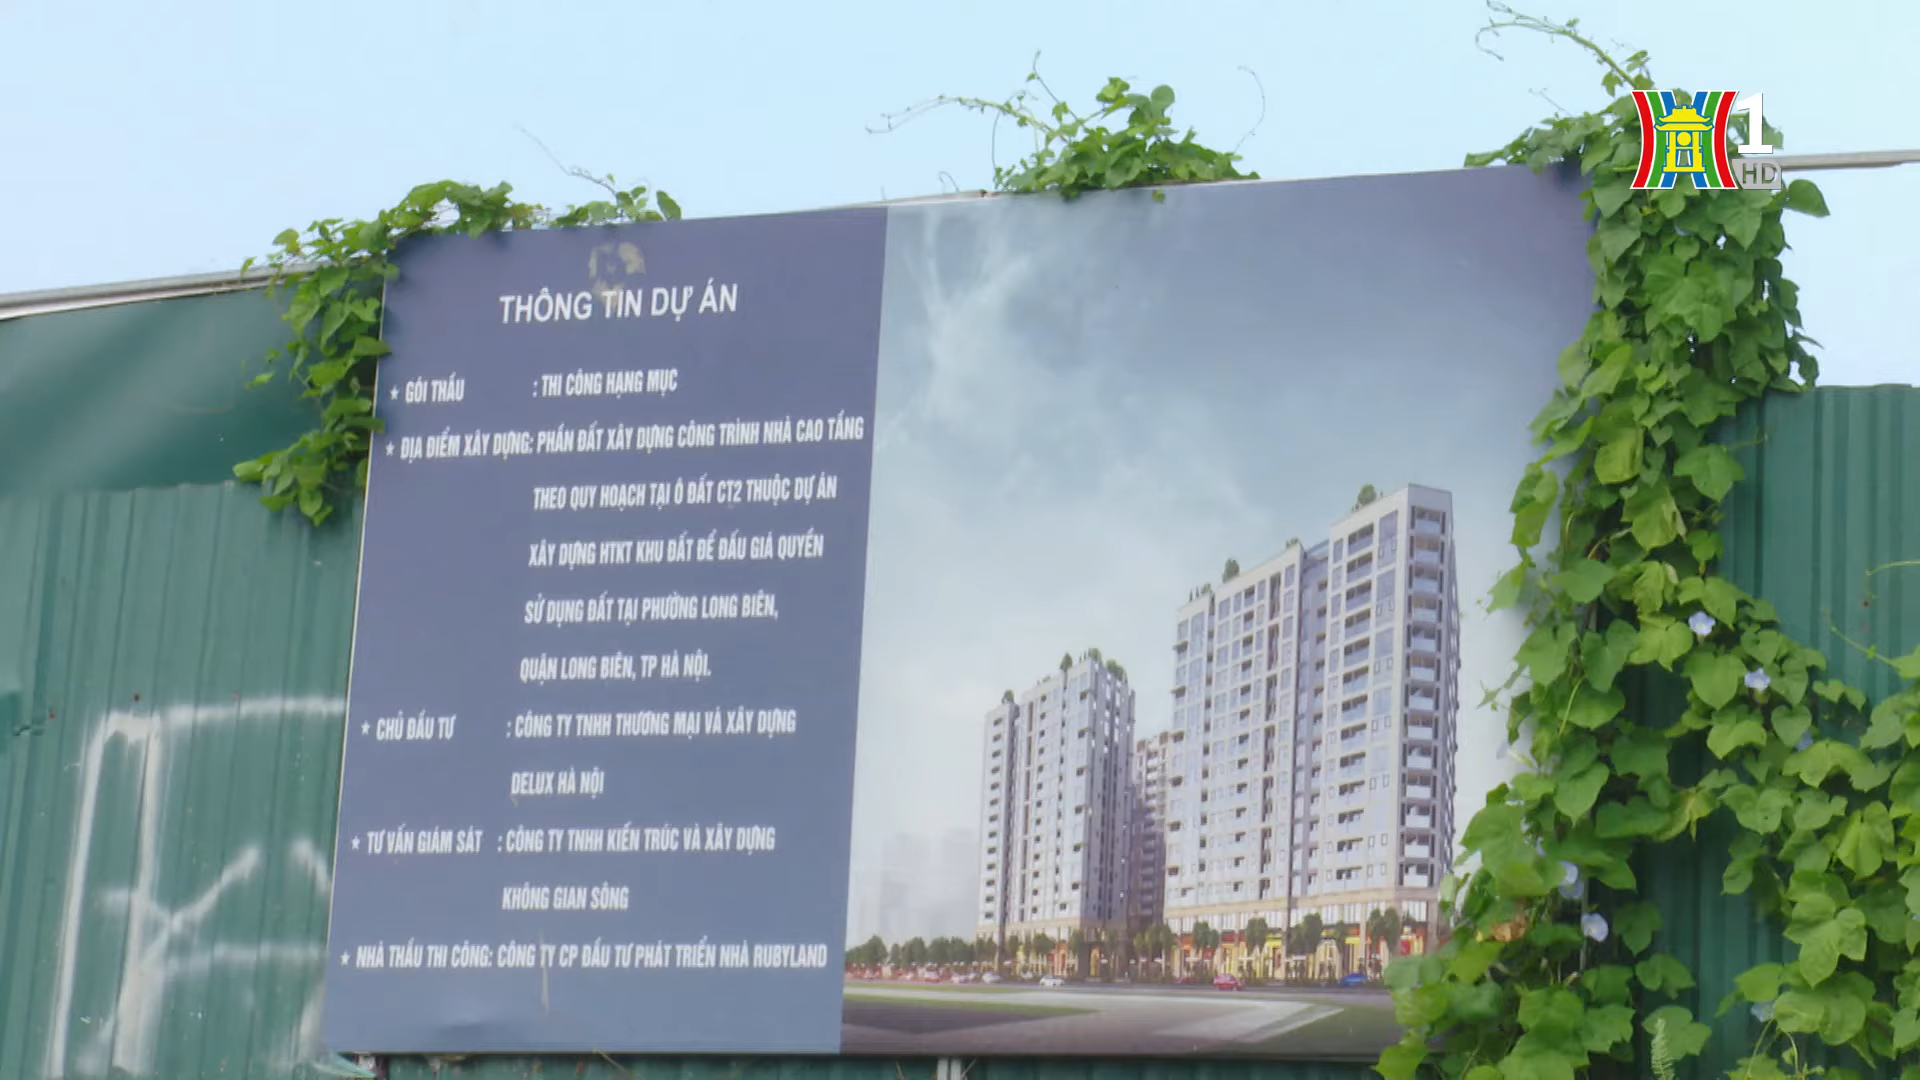 1
HD
THÔNG TIN DỰ ÁN
★ GÓI THẦU : THI CÔNG HẠNG MỤC
★ ĐỊA ĐIỂM XÂY DỰNG: PHẦN ĐẤT XÂY DỰNG CÔNG TRÌNH NHÀ CAO TẦNG
THEO QUY HOẠCH TẠI Ô ĐẤT CT2 THUỘC DỰ ÁN
XÂY DỰNG HTKT KHU ĐẤT ĐỂ ĐẤU GIÁ QUYỀN
SỬ DỤNG ĐẤT TẠI PHƯỜNG LONG BIÊN,
QUẬN LONG BIÊN, TP HÀ NỘI.
★ CHỦ ĐẦU TƯ : CÔNG TY TNHH THƯƠNG MẠI VÀ XÂY DỰNG
DELUX HÀ NỘI
★ TƯ VẤN GIÁM SÁT : CÔNG TY TNHH KIẾN TRÚC VÀ XÂY DỰNG
KHÔNG GIAN SỐNG
★ NHÀ THẦU THI CÔNG: CÔNG TY CP ĐẦU TƯ PHÁT TRIỂN NHÀ RUBYLAND